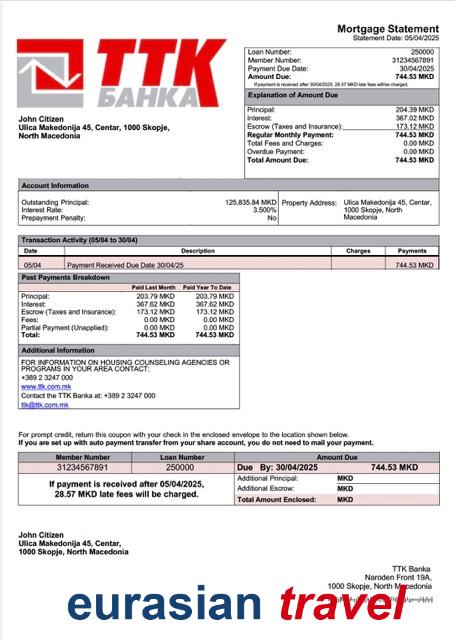 TTK
БАНКА
Mortgage Statement
Statement Date: 05/04/2025
Loan Number: 250000
Member Number: 31234567891
Payment Due Date: 30/04/2025
Amount Due: 744.53 MKD
If payment is received after 30/04/2025, 28.57 MKD late fees will be charged.
John Citizen
Ulica Makedonija 45, Centar, 1000 Skopje,
North Macedonia
Explanation of Amount Due
Principal: 204.39 MKD
Interest: 367.02 MKD
Escrow (Taxes and Insurance): 173.12 MKD
Regular Monthly Payment: 744.53 MKD
Total Fees and Charges: 0.00 MKD
Overdue Payment: 0.00 MKD
Total Amount Due: 744.53 MKD
Account Information
Outstanding Principal: 125,835.84 MKD
Interest Rate: 3.500%
Prepayment Penalty: No
Property Address: Ulica Makedonija 45, Centar,
1000 Skopje, North
Macedonia
Transaction Activity (05/04 to 30/04)
Date Description Charges Payments
05/04 Payment Received Due Date 30/04/25 744.53 MKD
Past Payments Breakdown
Paid Last Month Paid Year To Date
Principal: 203.79 MKD 203.79 MKD
Interest: 367.62 MKD 367.62 MKD
Escrow (Taxes and Insurance): 173.12 MKD 173.12 MKD
Fees: 0.00 MKD 0.00 MKD
Partial Payment (Unapplied): 0.00 MKD 0.00 MKD
Total: 744.53 MKD 744.53 MKD
Additional Information
FOR INFORMATION ON HOUSING COUNSELING AGENCIES OR
PROGRAMS IN YOUR AREA CONTACT:
+389 2 3247 000
www.ttk.com.mk
Contact the TTK Banka at: +389 2 3247 000
ttk@ttk.com.mk
For prompt credit, return this coupon with your check in the enclosed envelope to the location shown below.
If you are set up with auto payment transfer from your share account, you do not need to mail your payment.
Member Number Loan Number Amount Due
31234567891 250000 Due By: 30/04/2025 744.53 MKD
If payment is received after 05/04/2025,
28.57 MKD late fees will be charged.
Additional Principal: MKD
Additional Escrow: MKD
Total Amount Enclosed: MKD
John Citizen
Ulica Makedonija 45, Centar,
1000 Skopje, North Macedonia
TTK Banka
Naroden Front 19A,
1000 Skopje, North Macedonia
eurasian travel